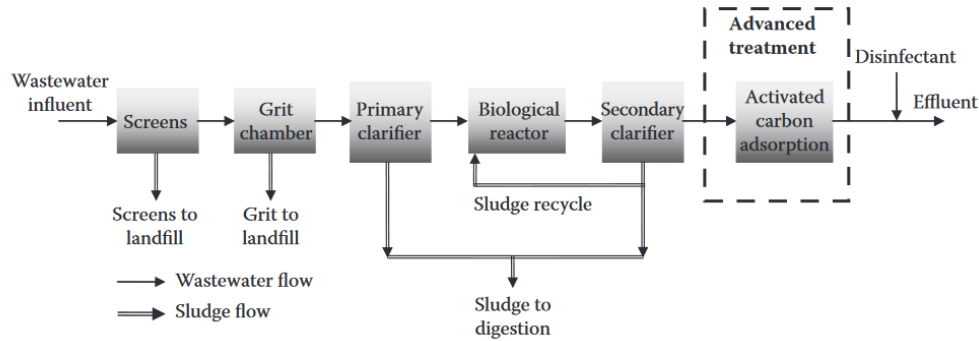 Advanced
treatment
Disinfectant
Wastewater
influent
Effluent
Screens
Grit
chamber
Primary
clarifier
Biological
reactor
Secondary
clarifier
Activated
carbon
adsorption
Sludge recycle
Screens to
landfill
Grit to
landfill
Wastewater flow
Sludge flow
Sludge to
digestion